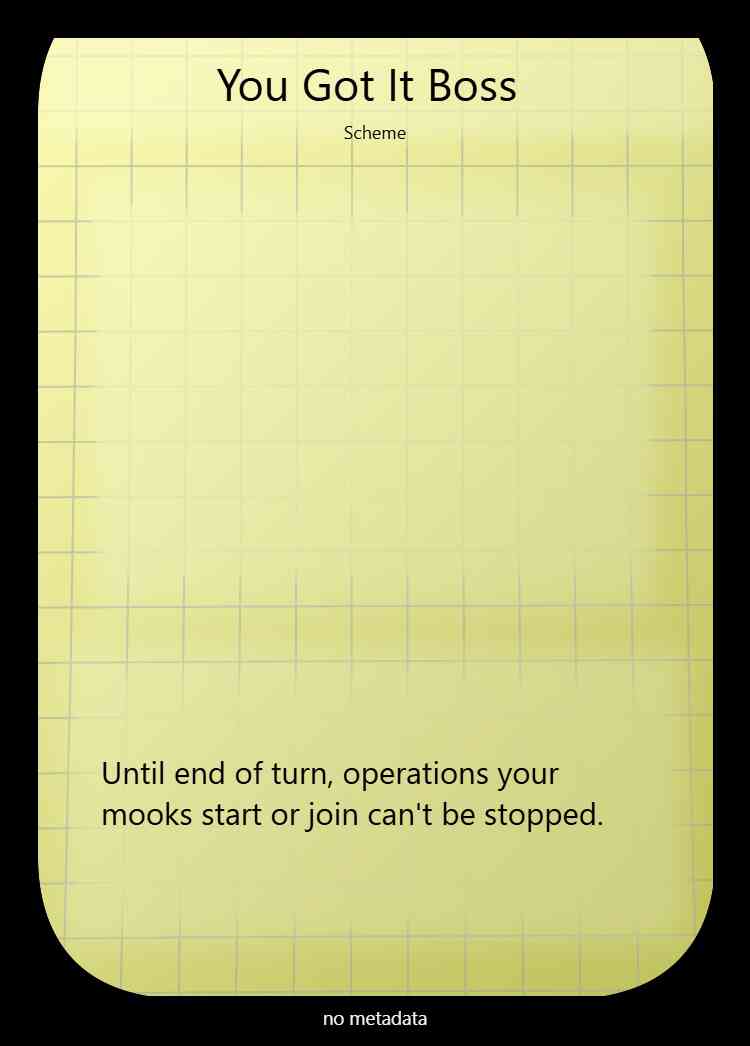 You Got It Boss
Scheme
Until end of turn, operations your
mooks start or join can't be stopped.
no metadata